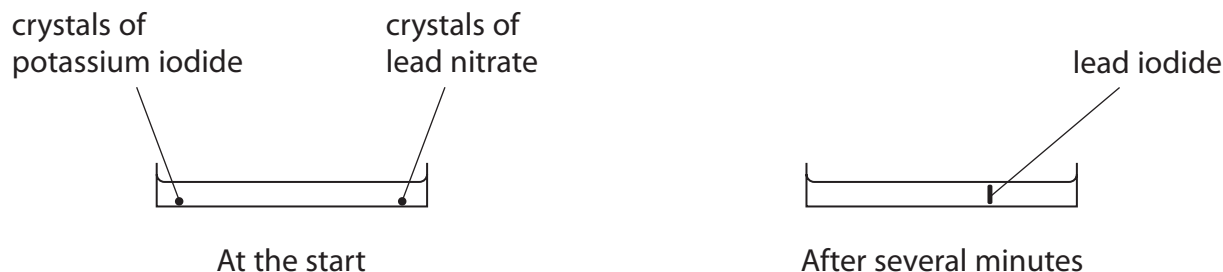 crystals of
potassium iodide
crystals of
lead nitrate
lead iodide
At the start
After several minutes